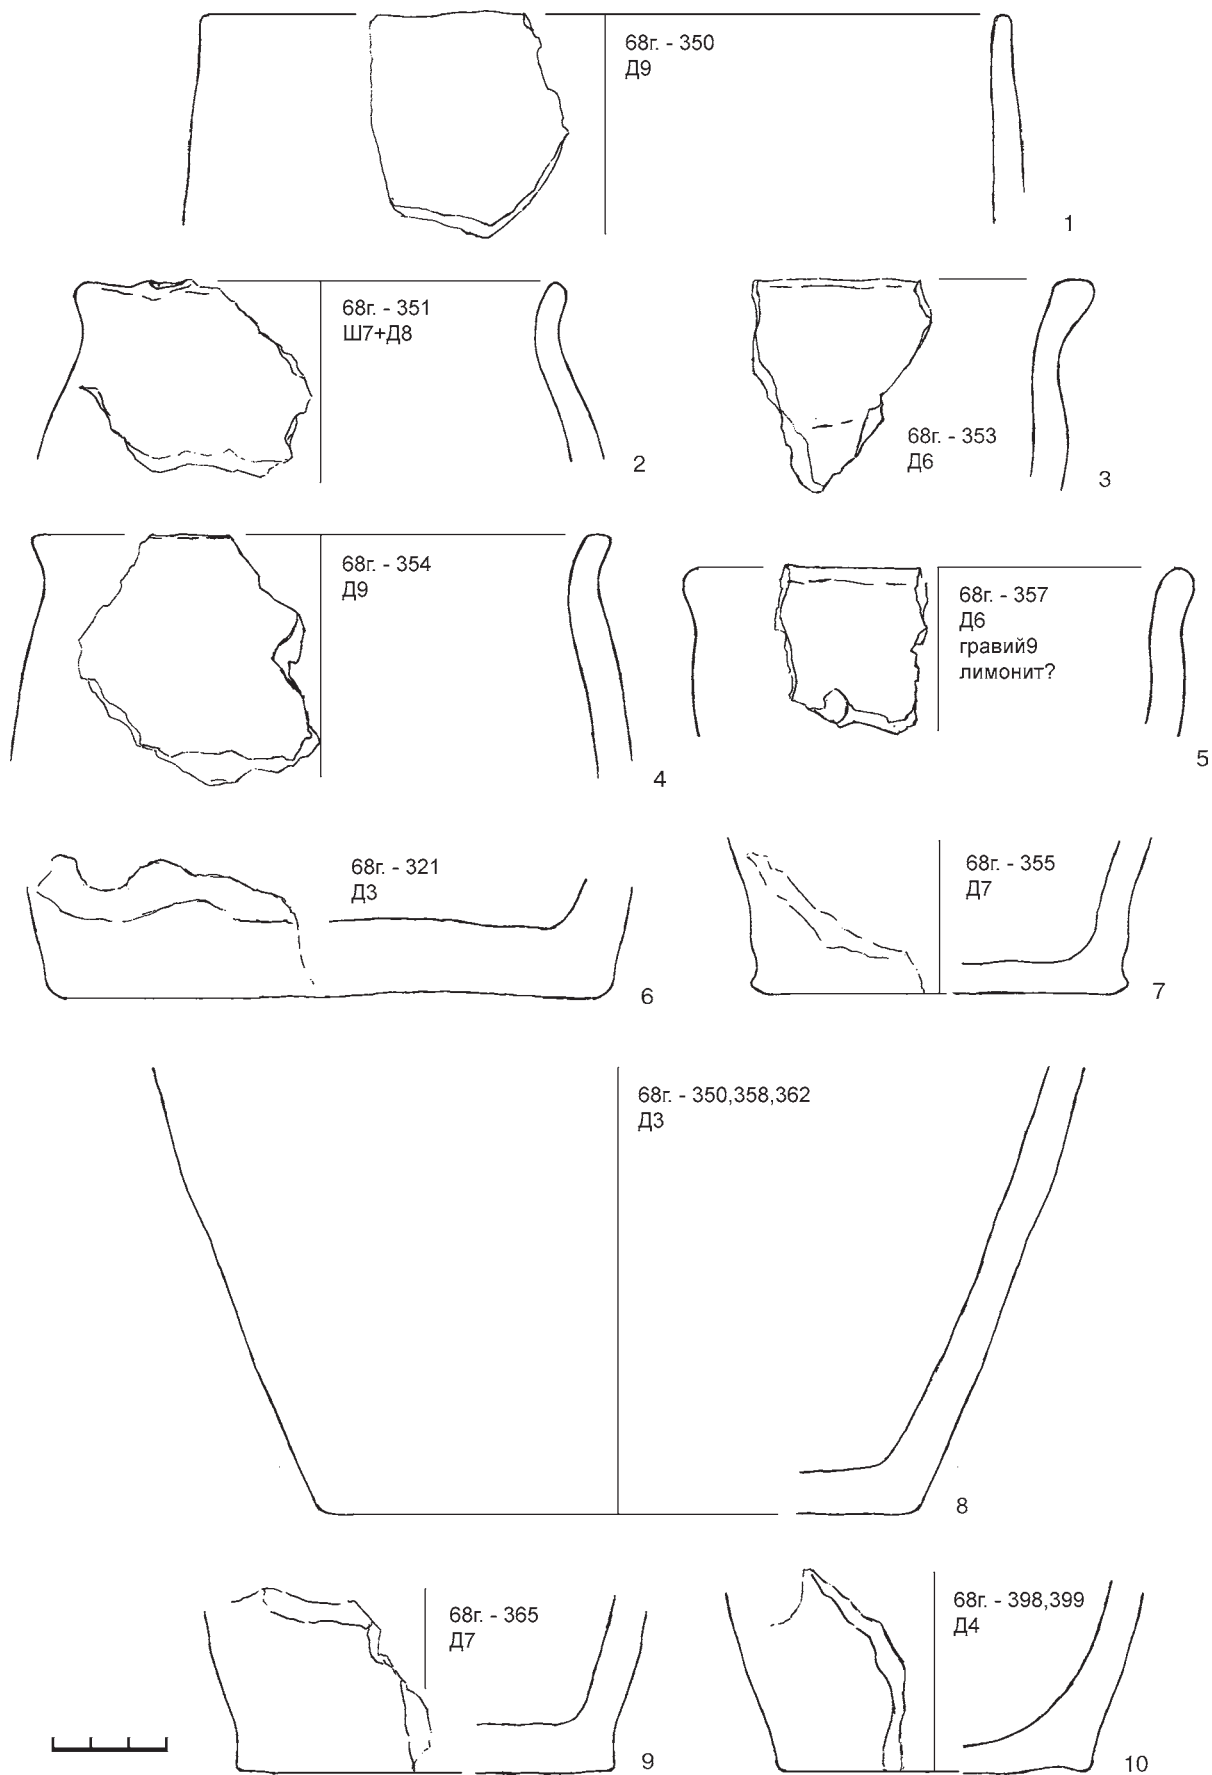 68г. - 350
Д9
1
68г. - 351
Ш7+Д8
2
68г. - 353
Д6
3
68г. - 354
Д9
4
68г. - 357
Д6
гравий9
лимонит?
5
68г. - 321
Д3
6
68г. - 355
Д7
7
68г. - 350,358,362
Д3
8
68г. - 365
Д7
9
68г. - 398,399
Д4
10